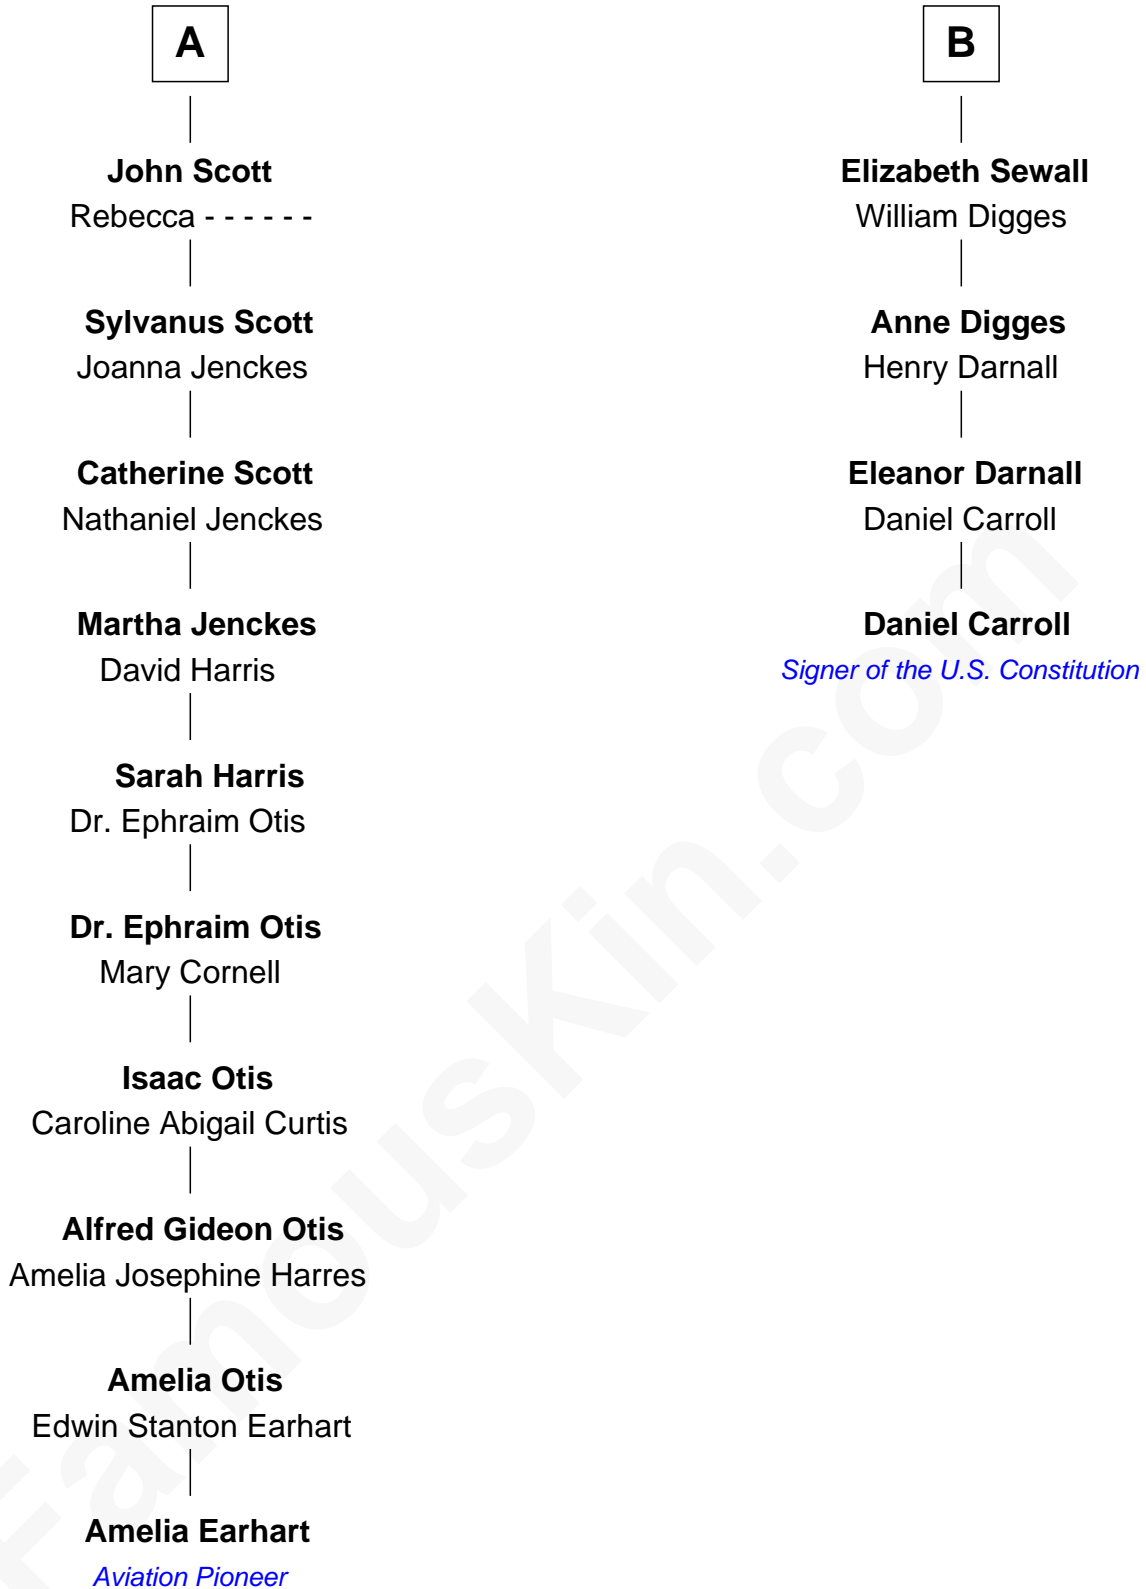 A
John Scott
Rebecca - - - - - -
Sylvanus Scott
Joanna Jenckes
Catherine Scott
Nathaniel Jenckes
Martha Jenckes
David Harris
Sarah Harris
Dr. Ephraim Otis
Dr. Ephraim Otis
Mary Cornell
Isaac Otis
Caroline Abigail Curtis
Alfred Gideon Otis
Amelia Josephine Harres
Amelia Otis
Edwin Stanton Earhart
Amelia Earhart
Aviation Pioneer
B
Elizabeth Sewall
William Digges
Anne Digges
Henry Darnall
Eleanor Darnall
Daniel Carroll
Daniel Carroll
Signer of the U.S. Constitution
FamousKin.com